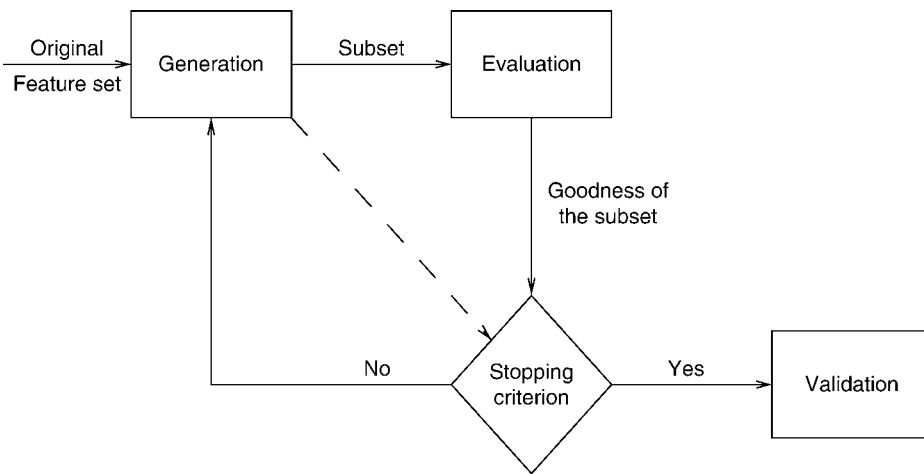 Original
Feature set
Generation
Subset
Evaluation
Goodness of
the subset
No
Stopping
criterion
Yes
Validation